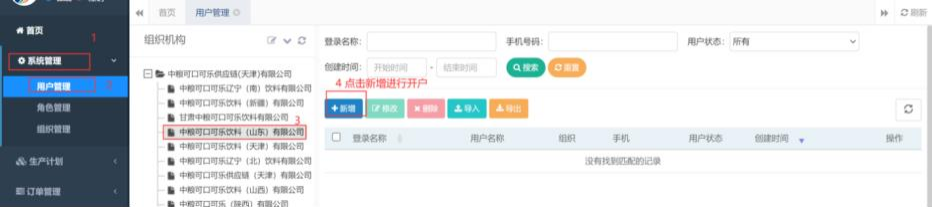 首页
用户管理
刷新
首页
1
系统管理
用户管理
2
角色管理
组织管理
生产计划
订单管理
组织机构
中粮可口可乐供应链(天津)有限公司
中粮可口可乐辽宁（南）饮料有限公司
中粮可口可乐饮料（新疆）有限公司
甘肃中粮可口可乐饮料有限公司
3
中粮可口可乐饮料（山东）有限公司
中粮可口可乐饮料（天津）有限公司
中粮可口可乐辽宁（北）饮料有限公司
中粮可口可乐供应链（天津）有限公司
中粮可口可乐饮料（山西）有限公司
中粮可口可乐（陕西）有限公司
登录名称： 手机号码： 用户状态： 所有
创建时间： 开始时间 - 结束时间 搜索 重置
4 点击新增进行开户
+新增 修改 ×删除 导入 导出
登录名称 用户名称 组织 手机 用户状态 创建时间 操作
没有找到匹配的记录